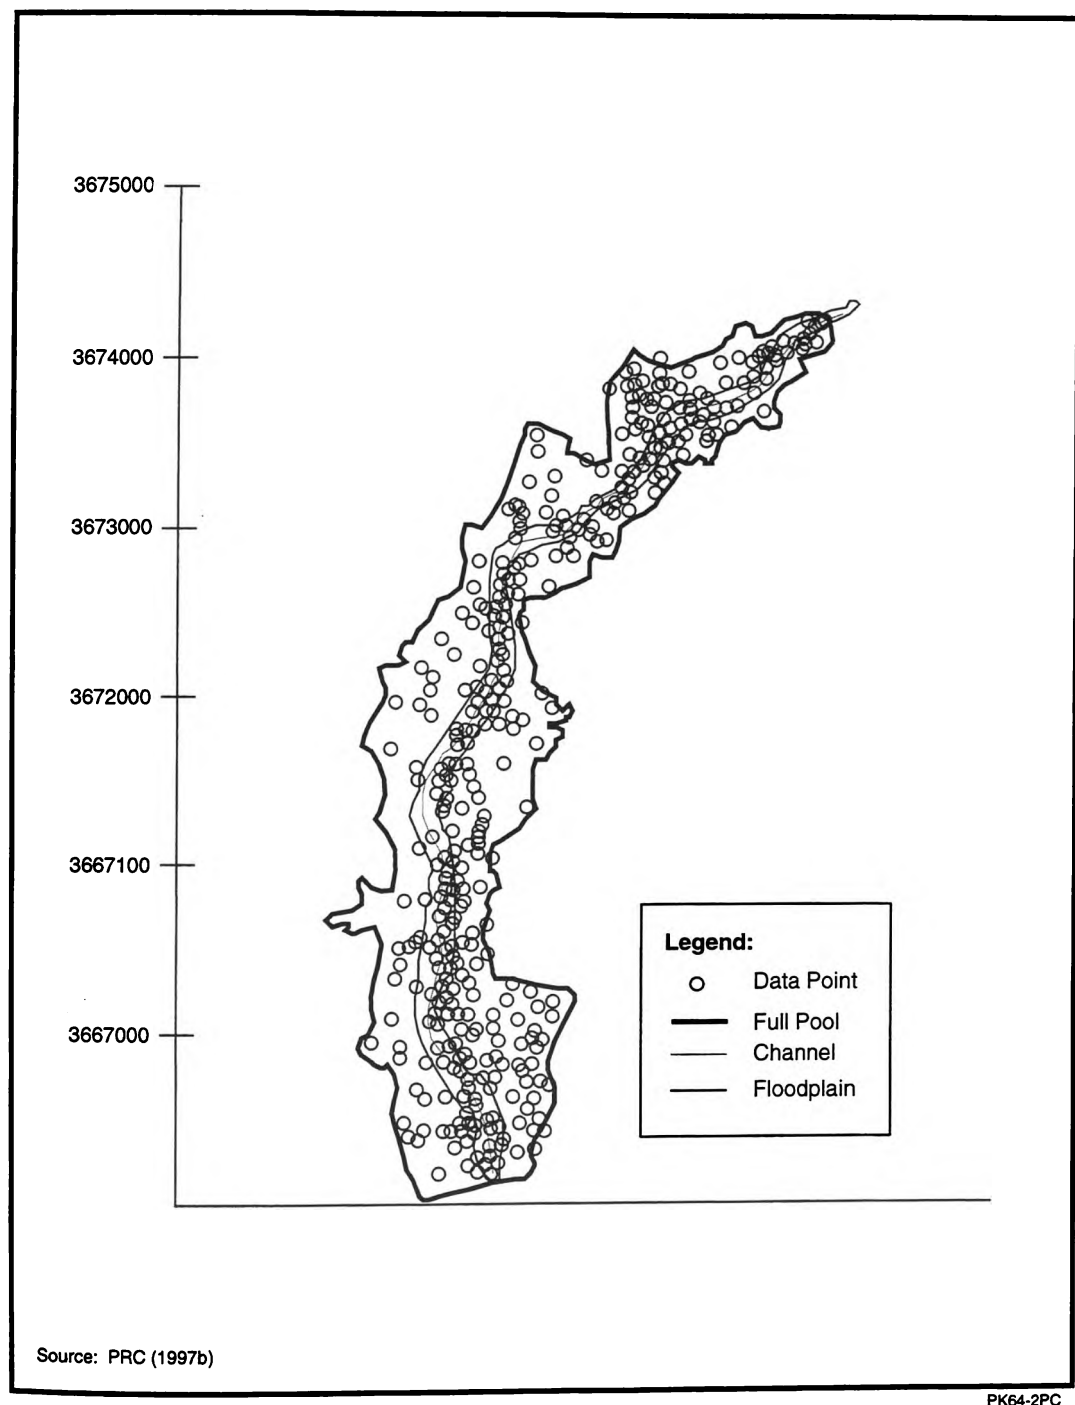 3675000
3674000
3673000
3672000
3667100
3667000
Legend:
Data Point
Full Pool
Channel
Floodplain
Source: PRC (1997b)
PK64-2PC